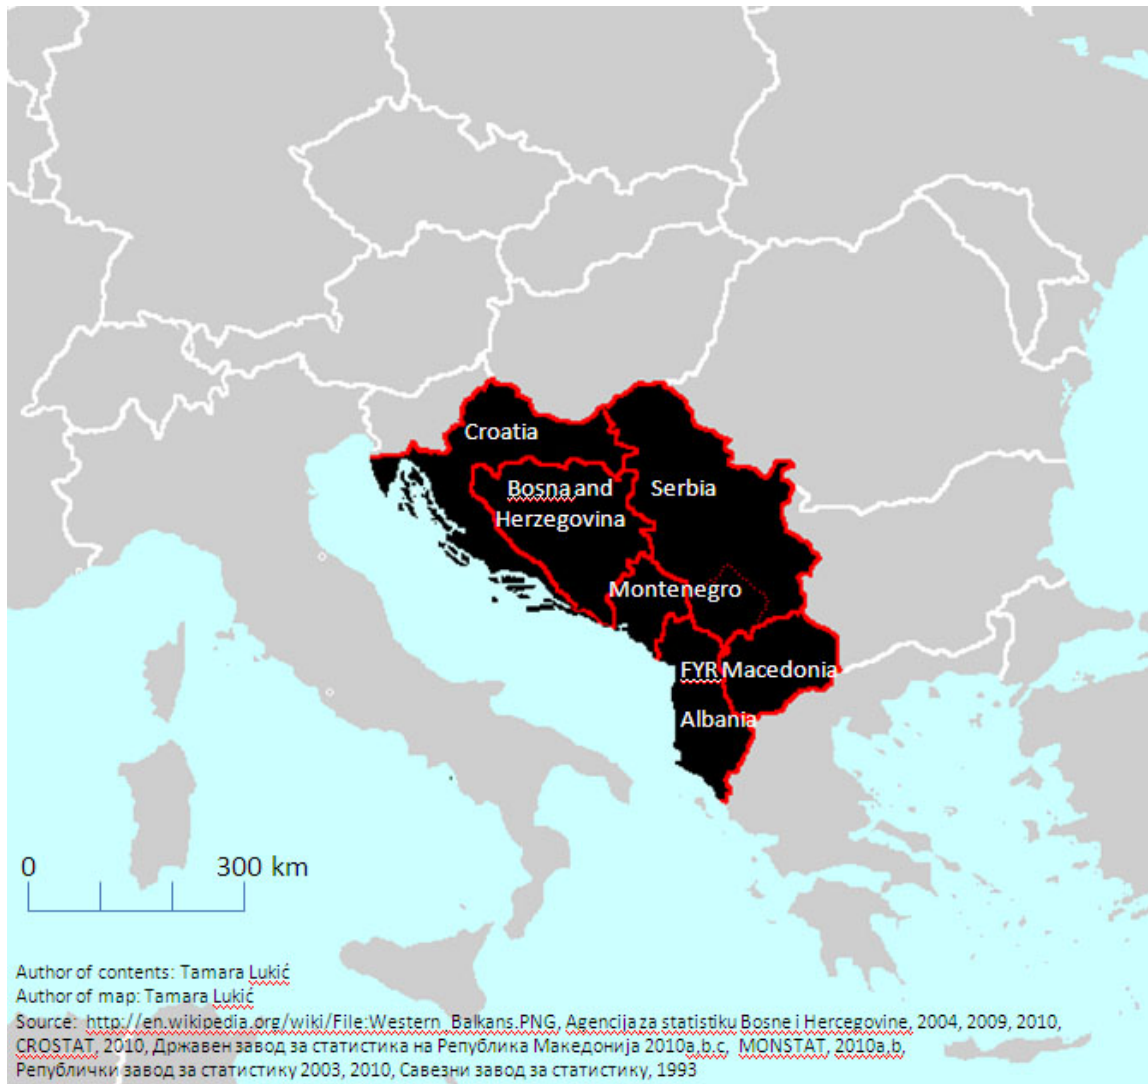 Croatia
Bosna and
Herzegovina
Serbia
Montenegro
FYR Macedonia
Albania
0 300 km
Author of contents: Tamara Lukić
Author of map: Tamara Lukić
Source: http://en.wikipedia.org/wiki/File:Western_Balkans.PNG, Agencija za statistiku Bosne i Hercegovine, 2004, 2009, 2010,
CROSTAT, 2010, Државен завод за статистика на Република Македонија 2010a,b.c, MONSTAT, 2010a,b,
Републички завод за статистику 2003, 2010, Савезни завод за статистику, 1993